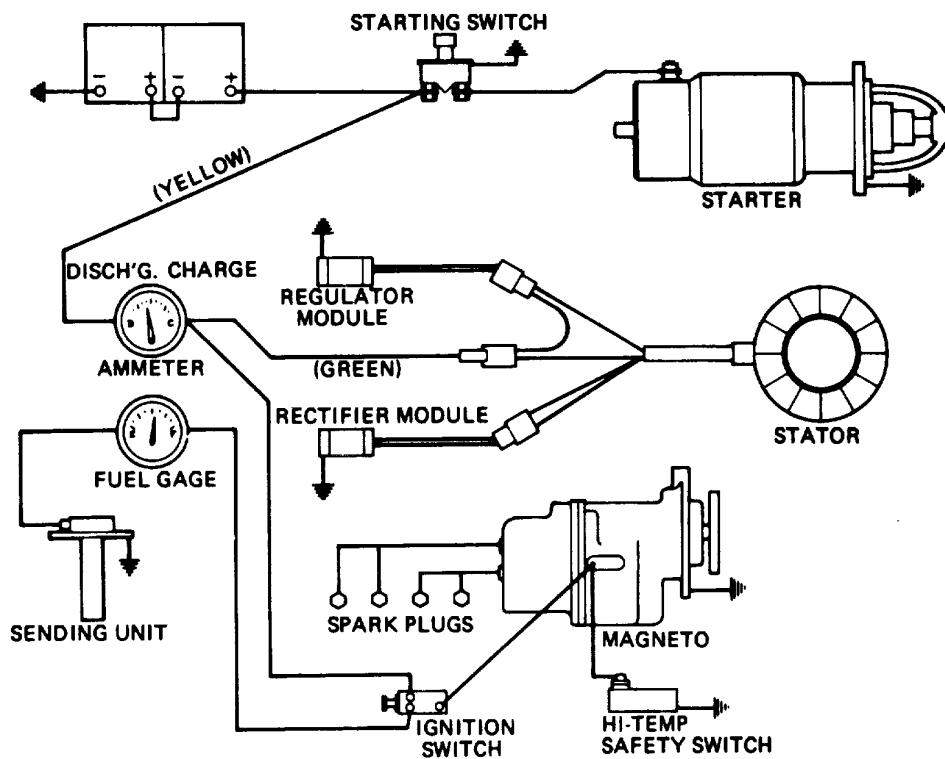 STARTING SWITCH
- + - +
(YELLOW)
STARTER
DISCH'G. CHARGE
D C
AMMETER
REGULATOR
MODULE
(GREEN)
RECTIFIER MODULE
STATOR
F
FUEL GAGE
SENDING UNIT
SPARK PLUGS
MAGNETO
IGNITION
SWITCH
HI-TEMP
SAFETY SWITCH